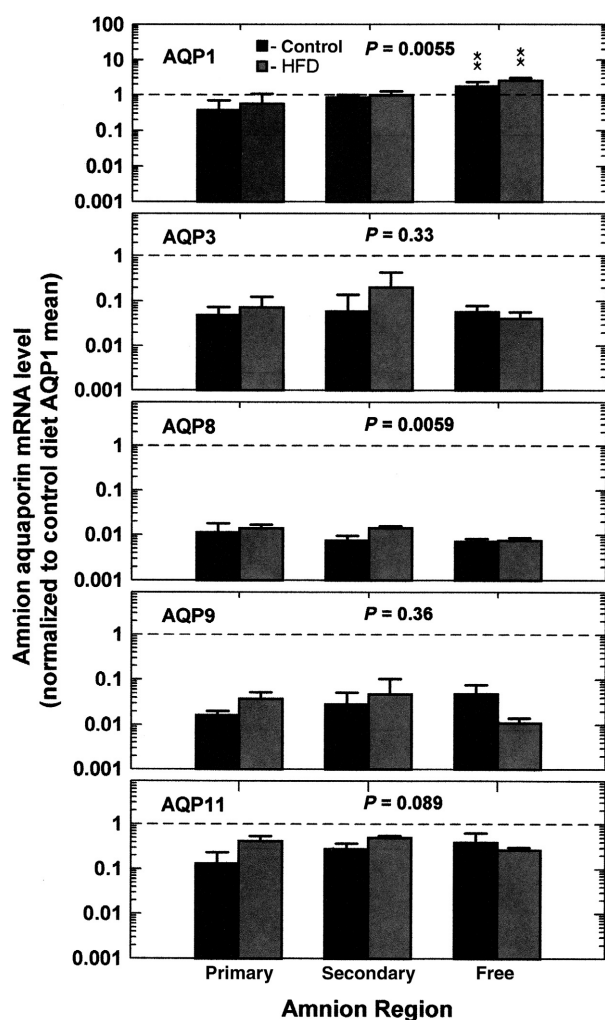 Amnion aquaporin mRNA level
(normalized to control diet AQP1 mean)
100
10
1
0.1
0.01
0.001
AQP1
- Control
- HFD
P = 0.0055
** **
1
0.1
0.01
0.001
AQP3
P = 0.33
1
0.1
0.01
0.001
AQP8
P = 0.0059
1
0.1
0.01
0.001
AQP9
P = 0.36
1
0.1
0.01
0.001
AQP11
P = 0.089
Primary Secondary Free
Amnion Region